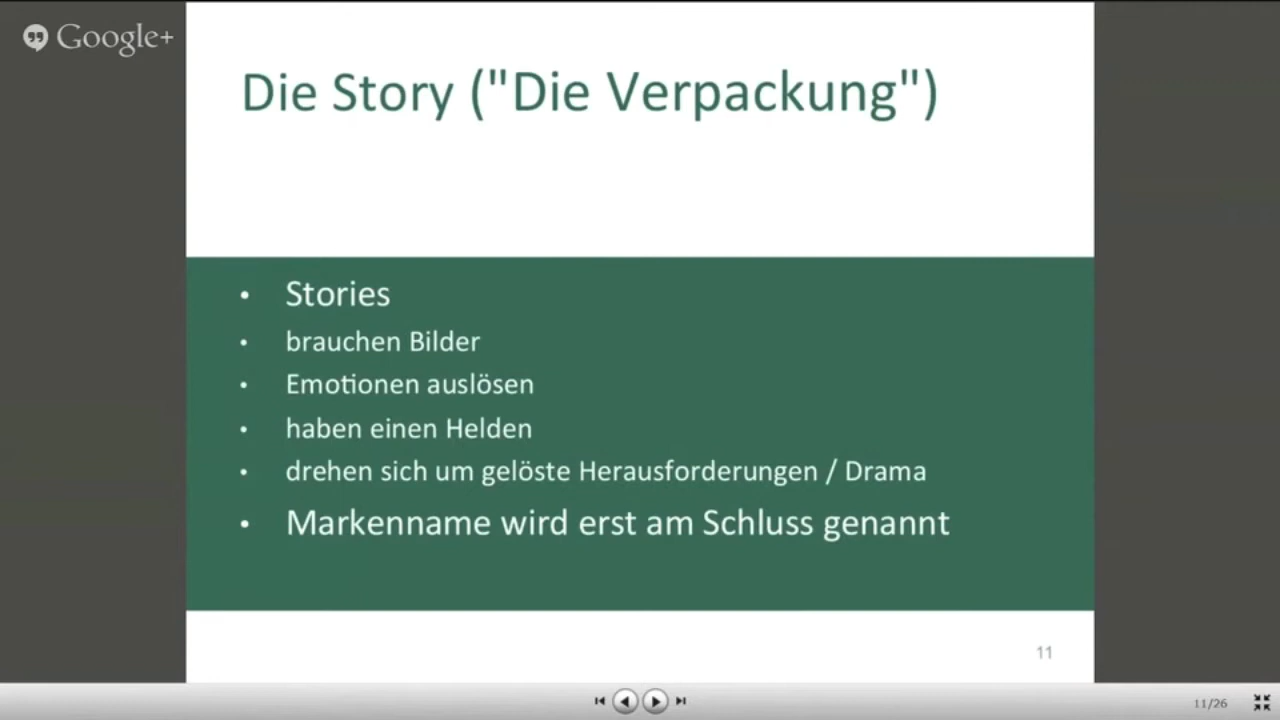 Google+
Die Story ("Die Verpackung")
• Stories
• brauchen Bilder
• Emotionen auslösen
• haben einen Helden
• drehen sich um gelöste Herausforderungen / Drama
• Markenname wird erst am Schluss genannt
11
11/26